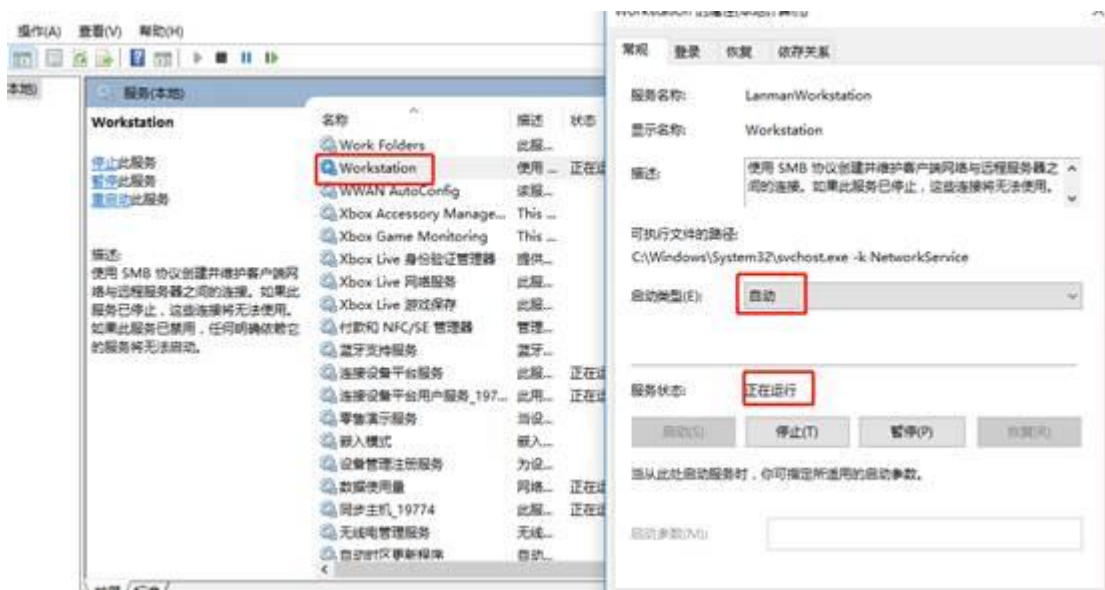 操作(A) 查看(V) 帮助(H)
本地)
服务(本地)
Workstation
停止此服务
暂停此服务
重启动此服务
描述:
使用 SMB 协议创建并维护客户端网
络与远程服务器之间的连接。如果此
服务已停止，这些连接将无法使用。
如果此服务已禁用，任何明确依赖它
的服务将无法启动。
名称 描述 状态
Work Folders 此服...
Workstation 使用 ... 正在运
WWAN AutoConfig 该服...
Xbox Accessory Manage... This ...
Xbox Game Monitoring This ...
Xbox Live 身份验证管理器 提供...
Xbox Live 网络服务 此服...
Xbox Live 游戏保存 此服...
付款和 NFC/SE 管理器 管理...
蓝牙支持服务 蓝牙...
连接设备平台服务 此服... 正在运
连接设备平台用户服务_197... 此用... 正在运
零售演示服务 当设...
嵌入模式 嵌入...
设备管理注册服务 为设...
数据使用量 网络... 正在运
同步主机_19774 此服... 正在运
无线电管理服务 无线...
自动时区更新程序 自动...
Workstation 的属性(本地计算机)
常规 登录 恢复 依存关系
服务名称: LanmanWorkstation
显示名称: Workstation
描述: 使用 SMB 协议创建并维护客户端网络与远程服务器之
间的连接。如果此服务已停止，这些连接将无法使用。
可执行文件的路径:
C:\Windows\System32\svchost.exe -k NetworkService
启动类型(E): 自动
服务状态: 正在运行
启动(S) 停止(T) 暂停(P) 恢复(R)
当从此处启动服务时，你可指定所适用的启动参数。
启动参数(M):